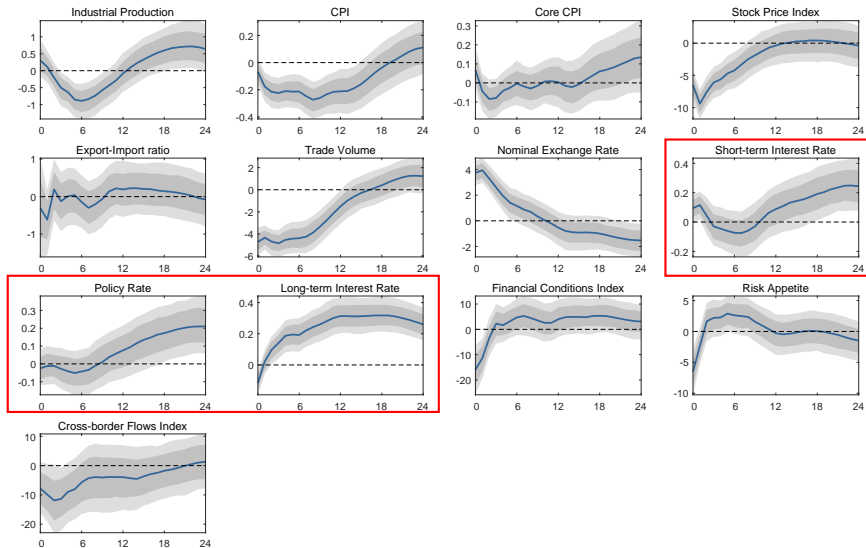 Industrial Production
1
0.5
0
-0.5
-1
0 6 12 18 24
CPI
0.2
0
-0.2
-0.4
0 6 12 18 24
Core CPI
0.3
0.2
0.1
0
-0.1
0 6 12 18 24
Stock Price Index
0
-5
-10
0 6 12 18 24
Export-Import ratio
1
0
-1
0 6 12 18 24
Trade Volume
2
0
-2
-4
-6
0 6 12 18 24
Nominal Exchange Rate
4
2
0
-2
0 6 12 18 24
Short-term Interest Rate
0.4
0.2
0
-0.2
0 6 12 18 24
Policy Rate
0.3
0.2
0.1
0
-0.1
0 6 12 18 24
Long-term Interest Rate
0.4
0.2
0
0 6 12 18 24
Financial Conditions Index
10
0
-10
-20
0 6 12 18 24
Risk Appetite
5
0
-5
-10
0 6 12 18 24
Cross-border Flows Index
10
0
-10
-20
0 6 12 18 24